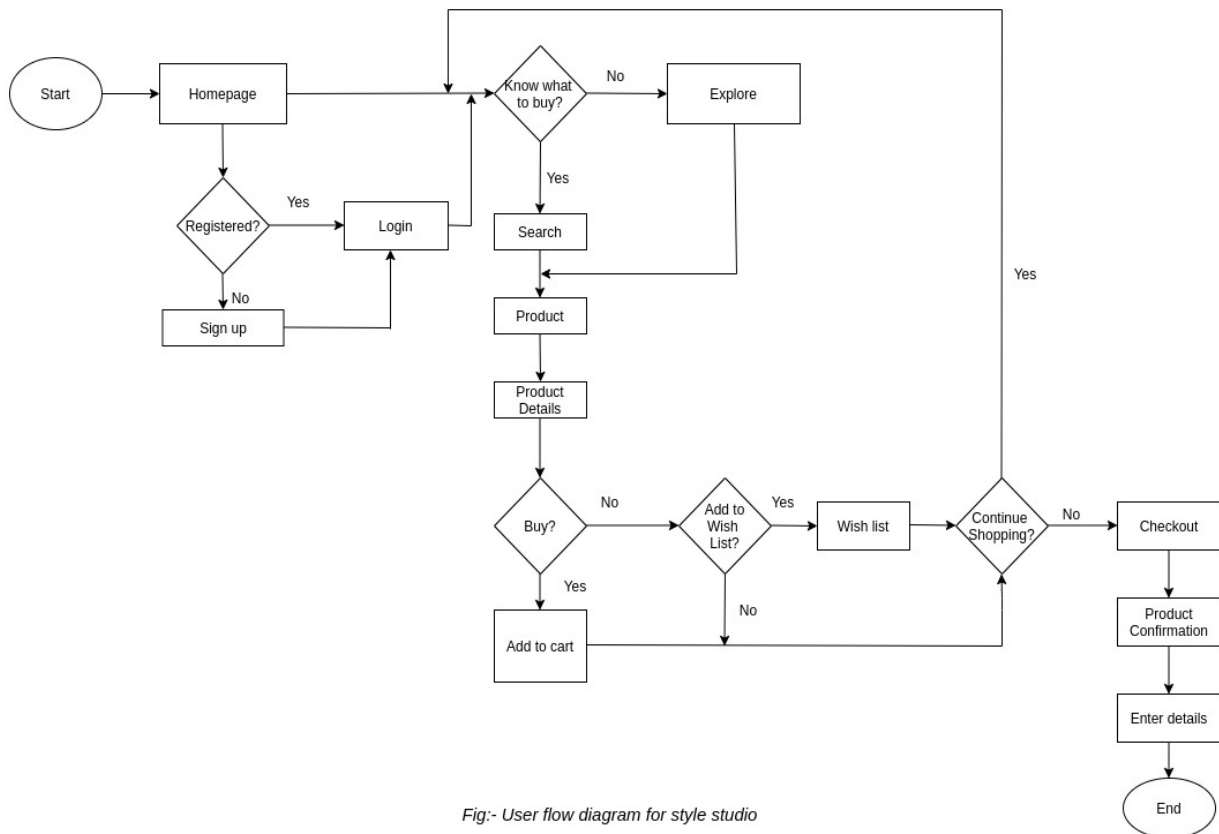 Start
Homepage
Know what
to buy?
No
Explore
Yes
Registered?
Yes
Login
Search
No
Sign up
Product
Yes
Product
Details
Buy?
No
Add to
Wish
List?
Yes
Wish list
Continue
Shopping?
No
Checkout
Yes
No
Add to cart
Product
Confirmation
Enter details
End
Fig:- User flow diagram for style studio